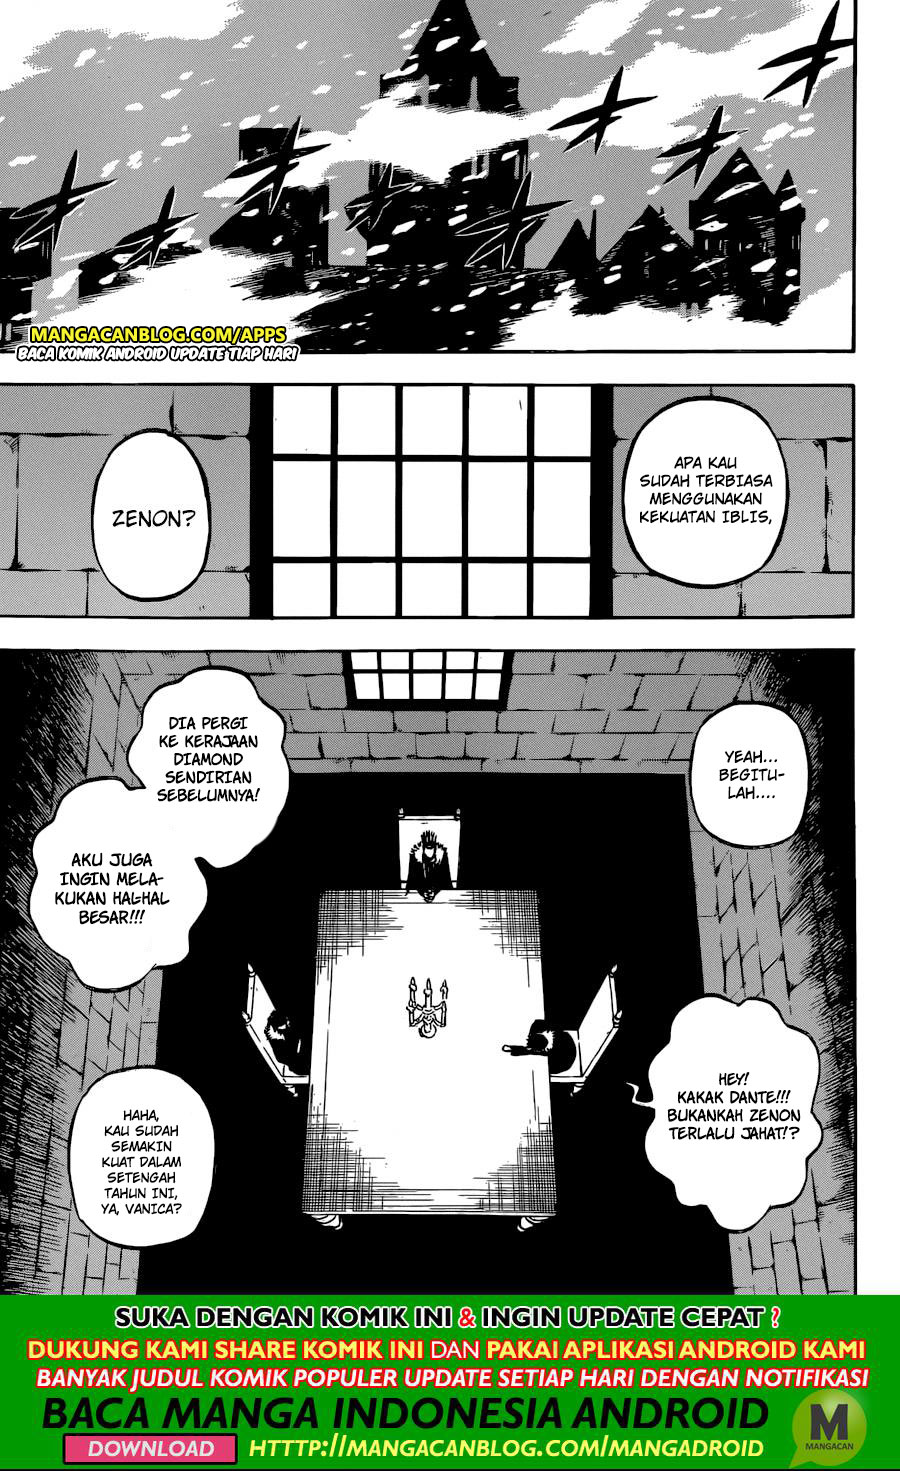 MANGACANBLOG.COM/APPS
BACA KOMIK ANDROID UPDATE TIAP HARI
APA KAU
SUDAH TERBIASA
MENGGUNAKAN
KEKUATAN IBLIS,
ZENON?
YEAH...
BEGITU-
LAH....
DIA PERGI
KE KERAJAAN
DIAMOND
SENDIRIAN
SEBELUMNYA!
AKU JUGA
INGIN MELA-
KUKAN HAL-HAL
BESAR!!!
HEY!
KAKAK DANTE!!!
BUKANKAH ZENON
TERLALU JAHAT!?
HAHA,
KAU SUDAH
SEMAKIN
KUAT DALAM
SETENGAH
TAHUN INI,
YA, VANICA?
SUKA DENGAN KOMIK INI & INGIN UPDATE CEPAT ?
DUKUNG KAMI SHARE KOMIK INI DAN PAKAI APLIKASI ANDROID KAMI
BANYAK JUDUL KOMIK POPULER UPDATE SETIAP HARI DENGAN NOTIFIKASI
BACA MANGA INDONESIA ANDROID
DOWNLOAD HTTTP://MANGACANBLOG.COM/MANGADROID
M
MANGACAN